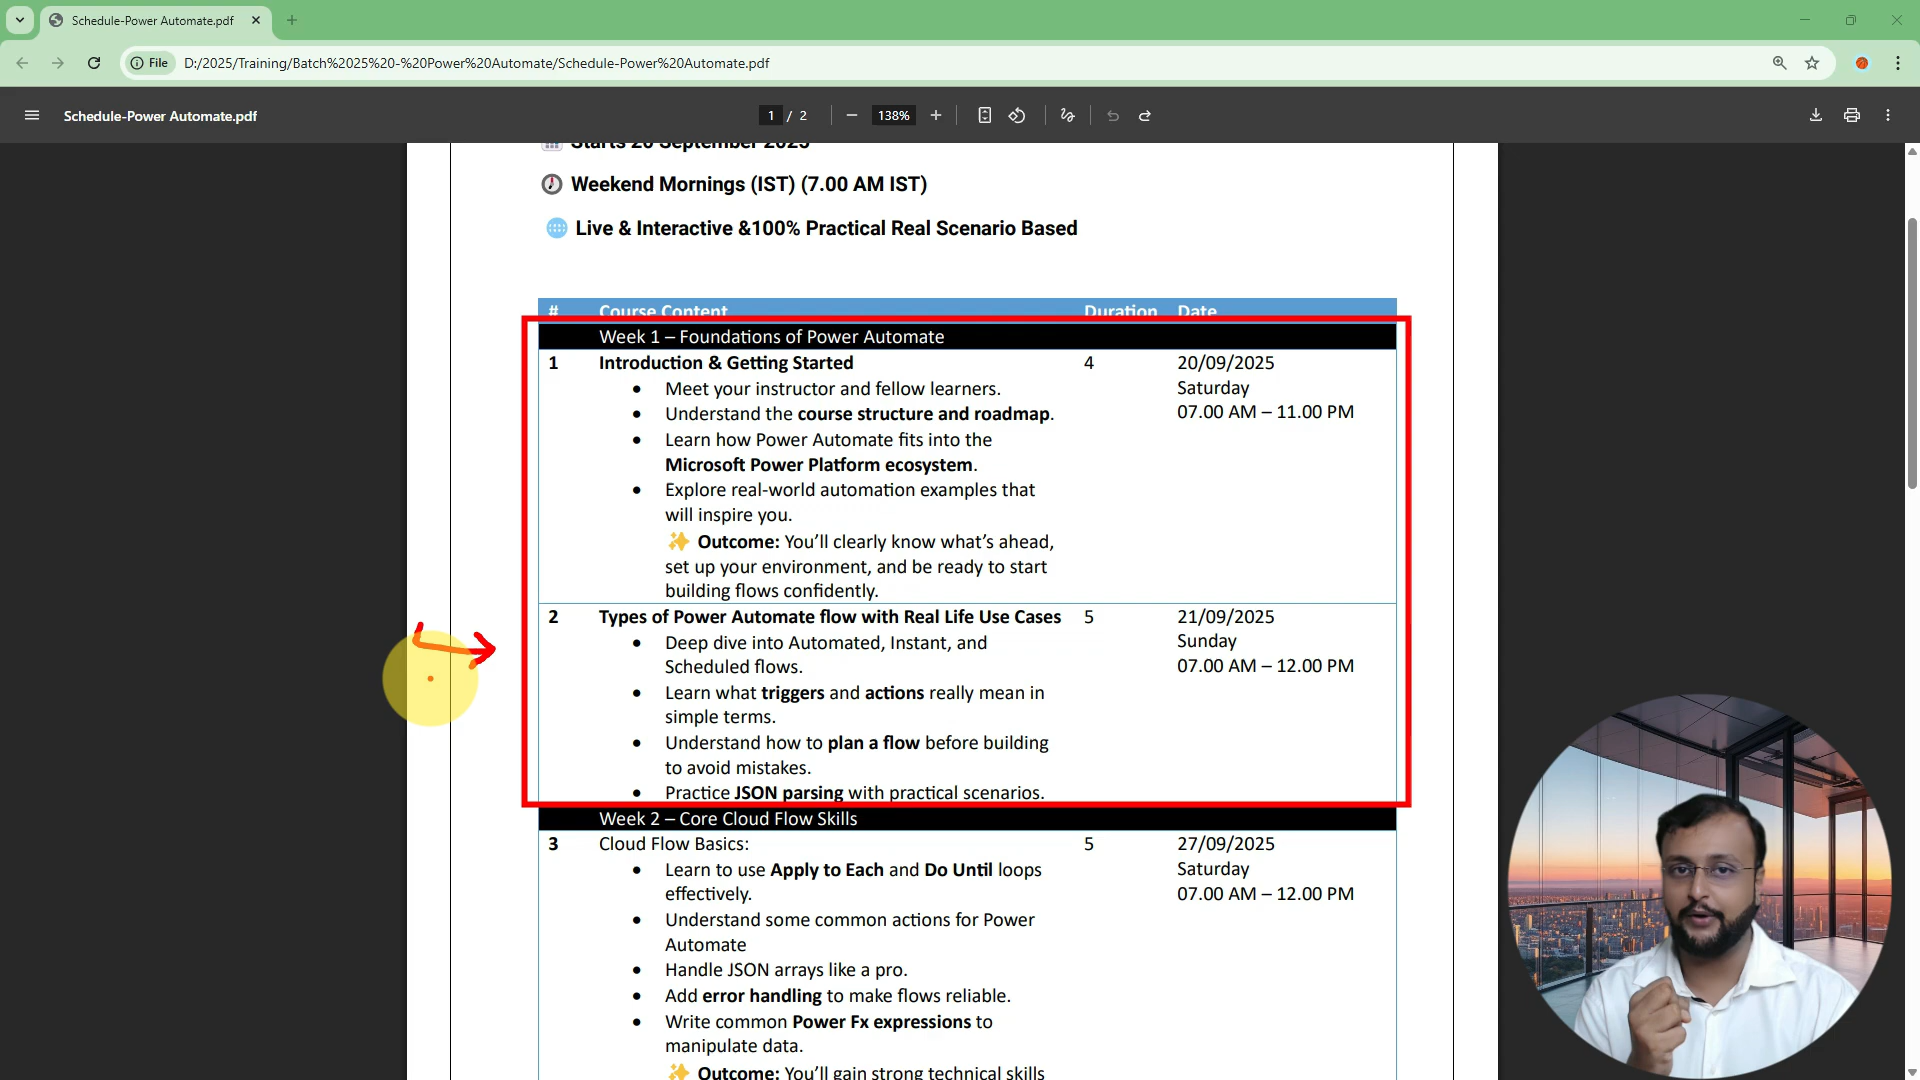 Schedule-Power Automate.pdf
File
D:/2025/Training/Batch%2025%20-%20Power%20Automate/Schedule-Power%20Automate.pdf
Schedule-Power Automate.pdf
1 / 2
138%
Starts 20 September 2025
Weekend Mornings (IST) (7.00 AM IST)
Live & Interactive &100% Practical Real Scenario Based
# Course Content Duration Date
Week 1 – Foundations of Power Automate
1 Introduction & Getting Started 4 20/09/2025
• Meet your instructor and fellow learners. Saturday
• Understand the course structure and roadmap. 07.00 AM – 11.00 PM
• Learn how Power Automate fits into the
Microsoft Power Platform ecosystem.
• Explore real-world automation examples that
will inspire you.
✨ Outcome: You’ll clearly know what’s ahead,
set up your environment, and be ready to start
building flows confidently.
2 Types of Power Automate flow with Real Life Use Cases 5 21/09/2025
• Deep dive into Automated, Instant, and Sunday
Scheduled flows. 07.00 AM – 12.00 PM
• Learn what triggers and actions really mean in
simple terms.
• Understand how to plan a flow before building
to avoid mistakes.
• Practice JSON parsing with practical scenarios.
Week 2 – Core Cloud Flow Skills
3 Cloud Flow Basics: 5 27/09/2025
• Learn to use Apply to Each and Do Until loops Saturday
effectively. 07.00 AM – 12.00 PM
• Understand some common actions for Power
Automate
• Handle JSON arrays like a pro.
• Add error handling to make flows reliable.
• Write common Power Fx expressions to
manipulate data.
✨ Outcome: You’ll gain strong technical skills